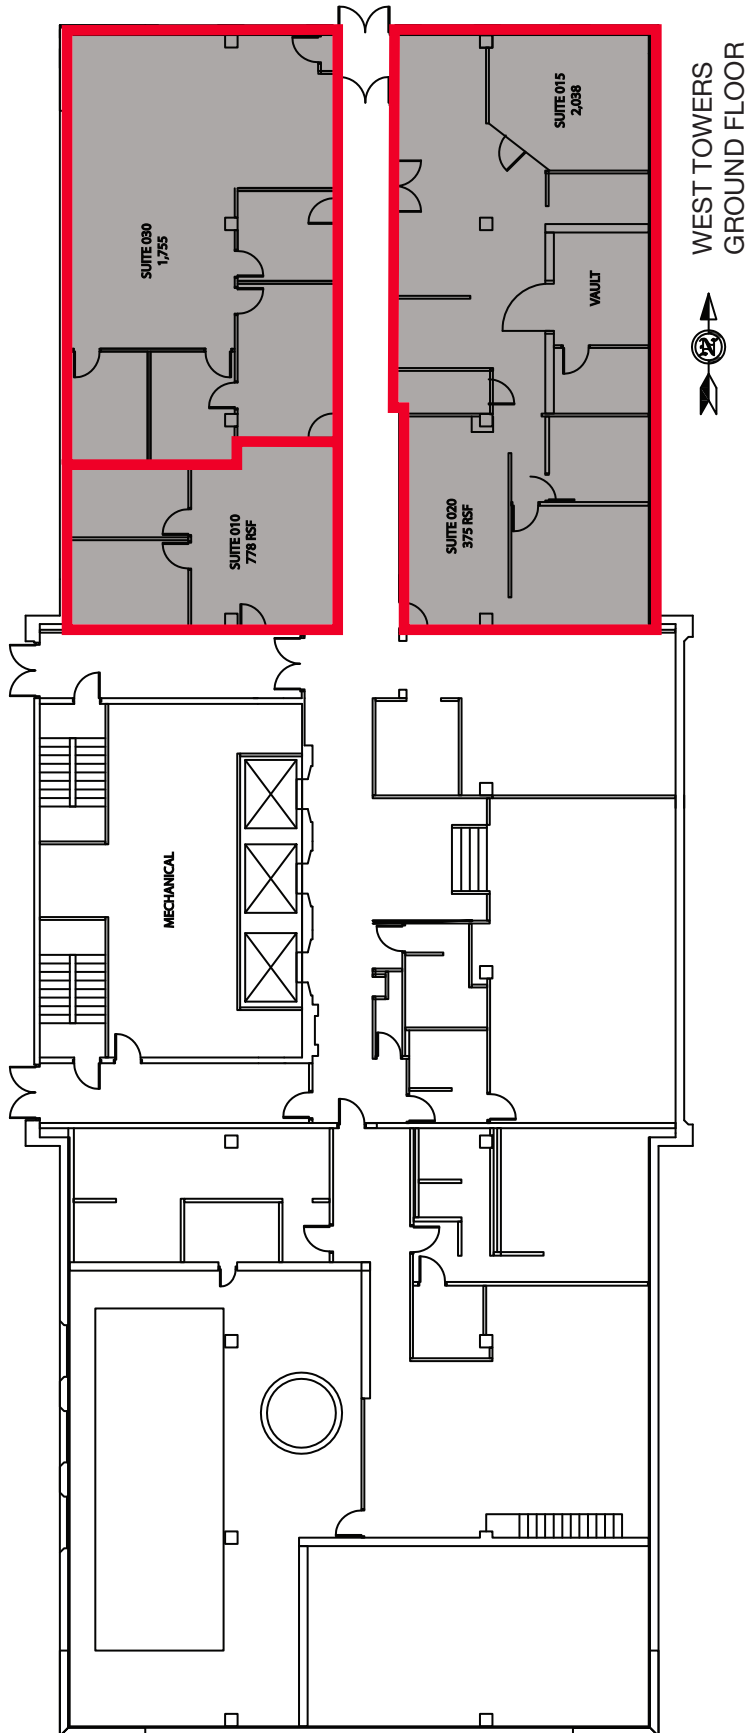 SUITE 030
1,755
SUITE 015
2,038
VAULT
SUITE 010
778 RSF
SUITE 020
375 RSF
MECHANICAL
WEST TOWERS
GROUND FLOOR
N